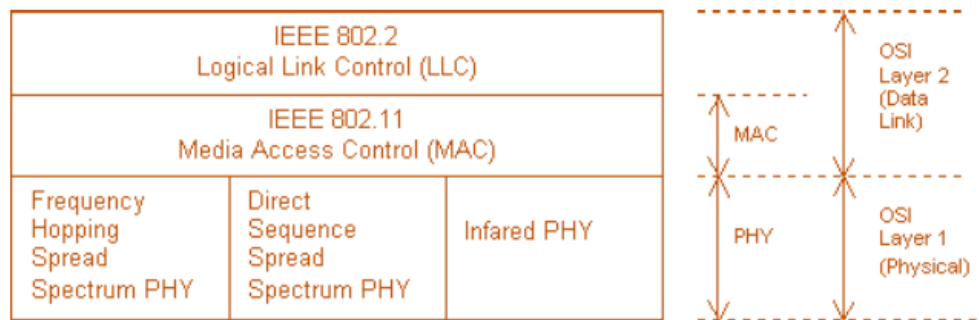 IEEE 802.2
Logical Link Control (LLC)
IEEE 802.11
Media Access Control (MAC)
Frequency
Hopping
Spread
Spectrum PHY
Direct
Sequence
Spread
Spectrum PHY
Infared PHY
MAC
PHY
OSI
Layer 2
(Data
Link)
OSI
Layer 1
(Physical)